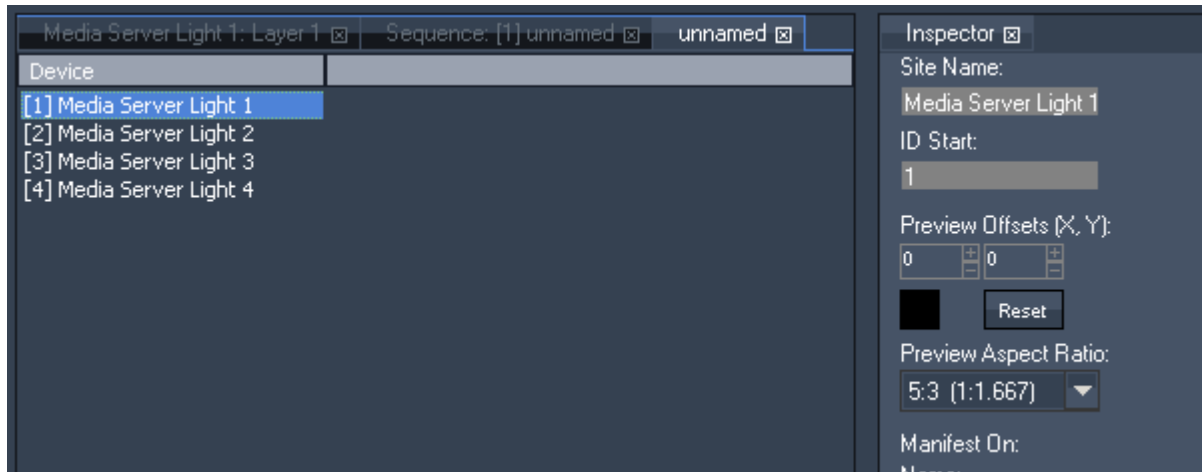 Media Server Light 1: Layer 1
Sequence: [1] unnamed
unnamed
Device
[1] Media Server Light 1
[2] Media Server Light 2
[3] Media Server Light 3
[4] Media Server Light 4
Inspector
Site Name:
Media Server Light 1
ID Start:
1
Preview Offsets (X, Y):
0
0
Reset
Preview Aspect Ratio:
5:3 (1:1.667)
Manifest On: